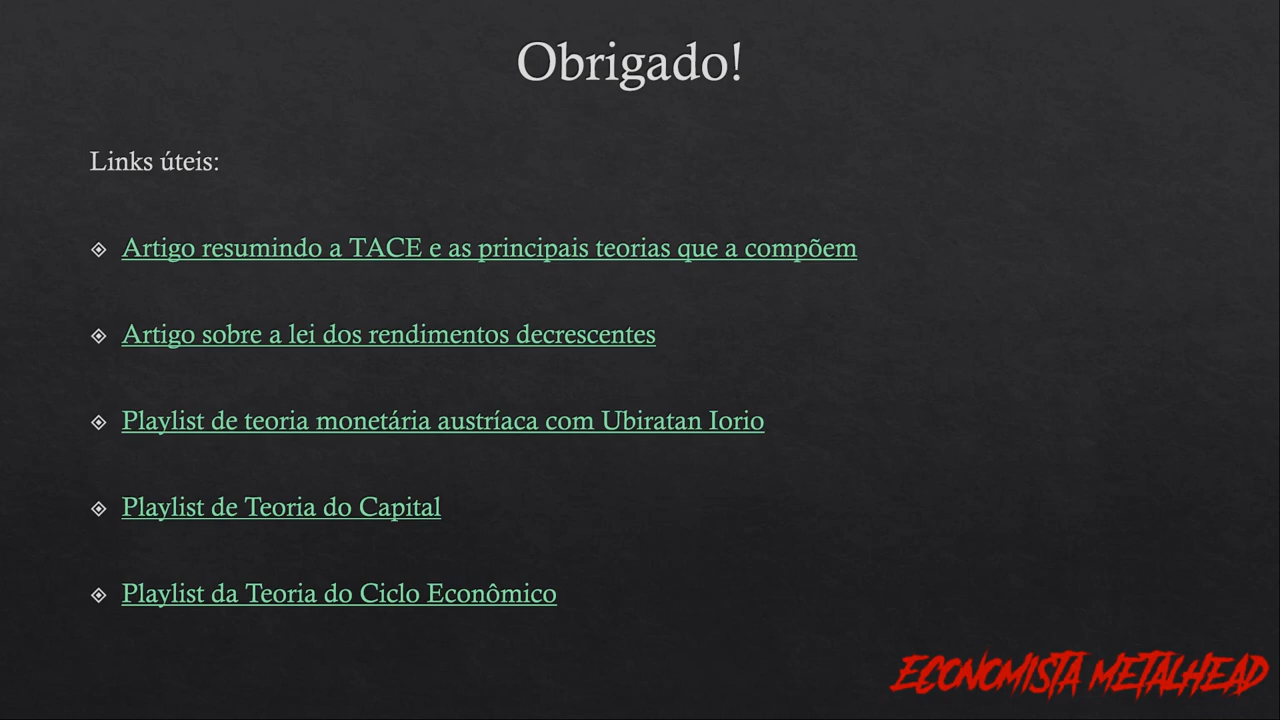 Obrigado!
Links úteis:
Artigo resumindo a TACE e as principais teorias que a compõem
Artigo sobre a lei dos rendimentos decrescentes
Playlist de teoria monetária austríaca com Ubiratan Iorio
Playlist de Teoria do Capital
Playlist da Teoria do Ciclo Econômico
ECONOMISTA METALHEAD